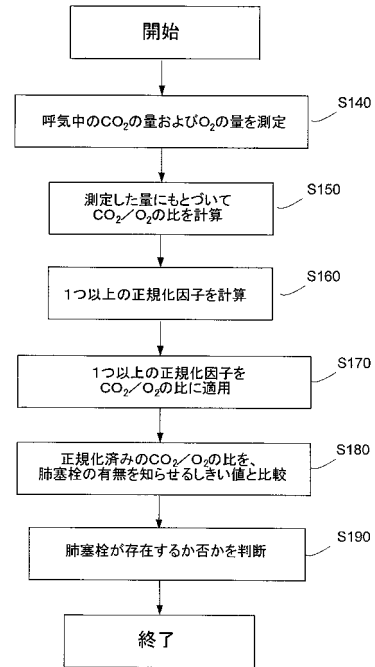 開始
S140
呼気中のCO₂の量およびO₂の量を測定
S150
測定した量にもとづいて
CO₂／O₂の比を計算
S160
1つ以上の正規化因子を計算
S170
1つ以上の正規化因子を
CO₂／O₂の比に適用
S180
正規化済みのCO₂／O₂の比を、
肺塞栓の有無を知らせるしきい値と比較
S190
肺塞栓が存在するか否かを判断
終了